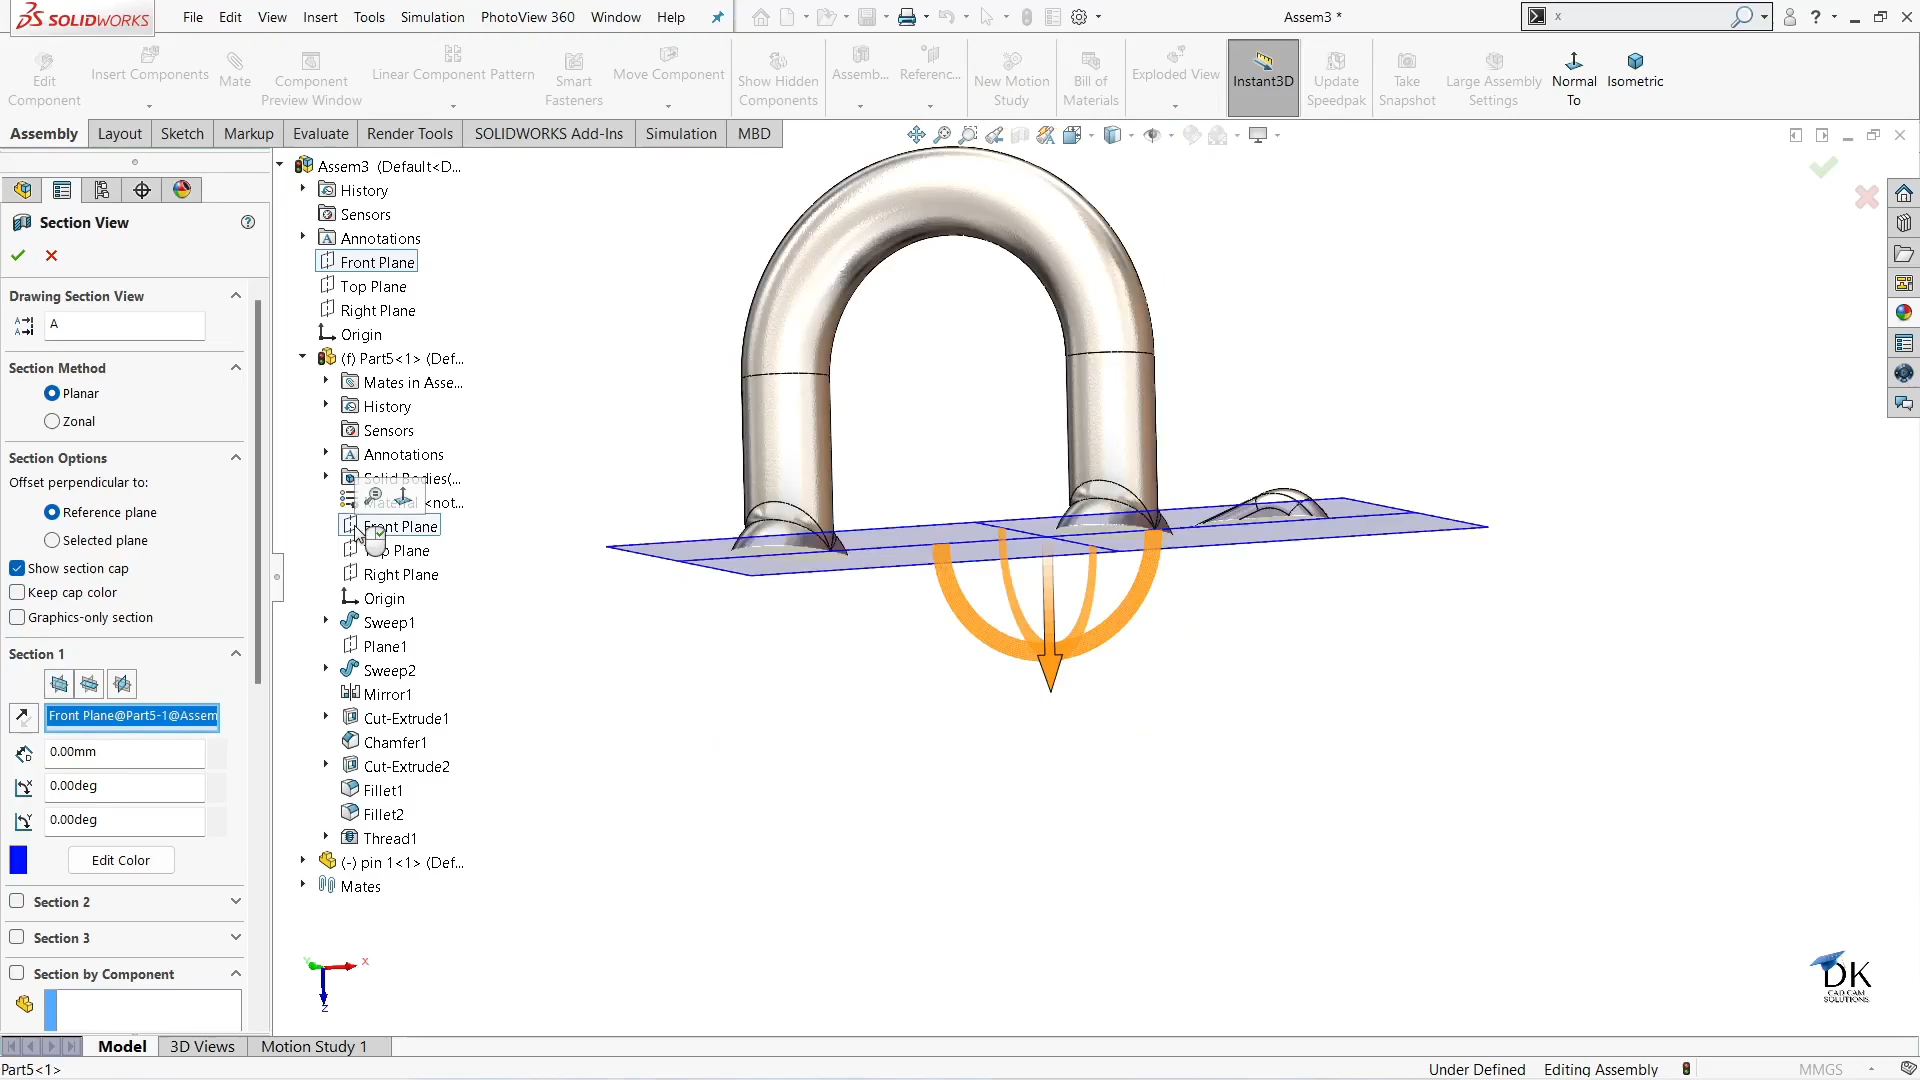 SOLIDWORKS
File Edit View Insert Tools Simulation PhotoView 360 Window Help
Assem3 *
x
Edit Component
Insert Components
Mate
Component Preview Window
Linear Component Pattern
Smart Fasteners
Move Component
Show Hidden Components
Assemb...
Referenc...
New Motion Study
Bill of Materials
Exploded View
Instant3D
Update Speedpak
Take Snapshot
Large Assembly Settings
Normal To
Isometric
Assembly Layout Sketch Markup Evaluate Render Tools SOLIDWORKS Add-Ins Simulation MBD
Section View
Drawing Section View
A
Section Method
Planar
Zonal
Section Options
Offset perpendicular to:
Reference plane
Selected plane
Show section cap
Keep cap color
Graphics-only section
Section 1
Front Plane@Part5-1@Assem
0.00mm
0.00deg
0.00deg
Edit Color
Section 2
Section 3
Section by Component
Assem3 (Default<D...
History
Sensors
Annotations
Front Plane
Top Plane
Right Plane
Origin
(f) Part5<1> (Def...
Mates in Asse...
History
Sensors
Annotations
Solid Bodies(...
Material <not...
Front Plane
Plane
Right Plane
Origin
Sweep1
Plane1
Sweep2
Mirror1
Cut-Extrude1
Chamfer1
Cut-Extrude2
Fillet1
Fillet2
Thread1
(-) pin 1<1> (Def...
Mates
Y X
Z
DK
CAD CAM
SOLUTIONS
Model 3D Views Motion Study 1
Part5<1>
Under Defined Editing Assembly MMGS